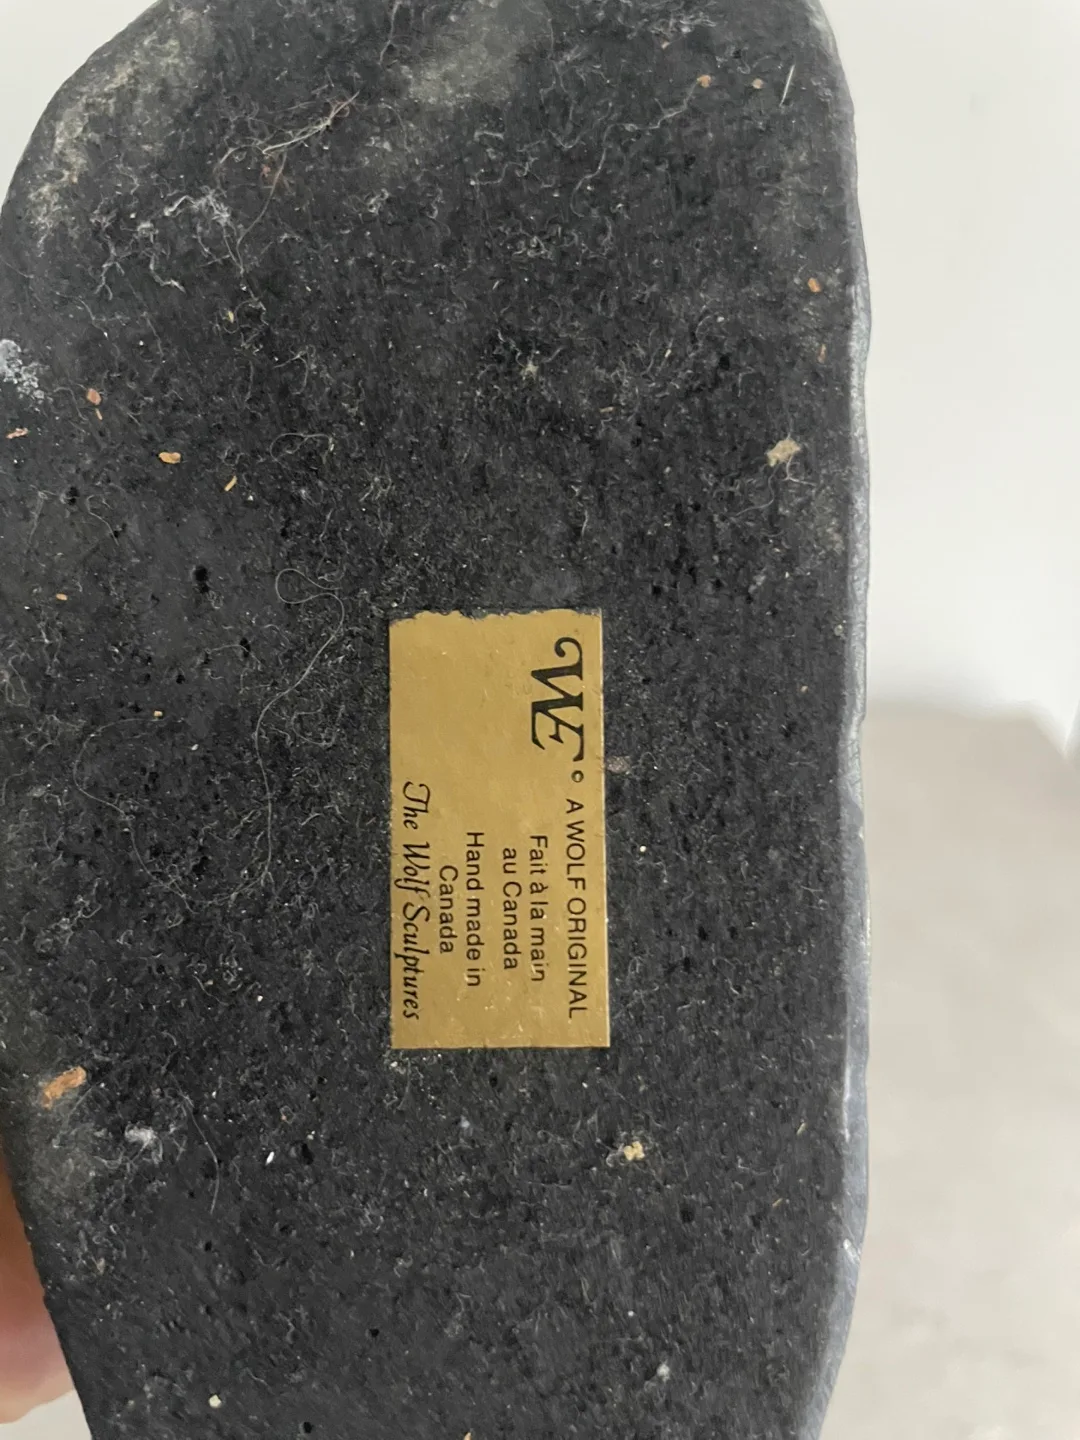 WE©
A WOLF ORIGINAL
Fait à la main
au Canada
Hand made in
Canada
The Wolf Sculptures